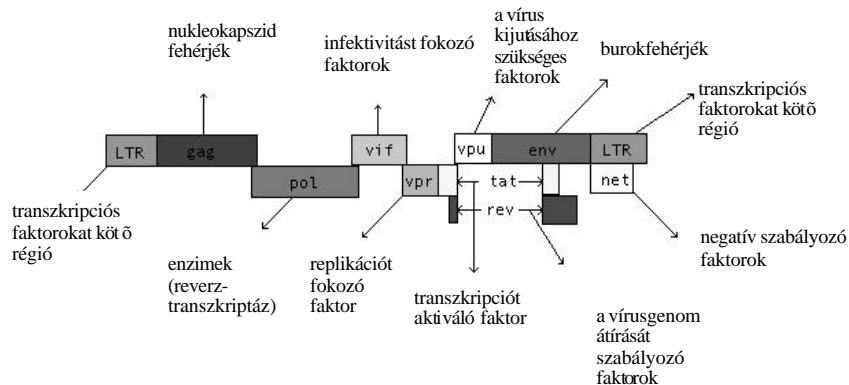 nukleokapszid
fehérjék
infektivitást fokozó
faktorok
a vírus
kijutásához
szükséges
faktorok
burokfehérjék
transzkripciós
faktorokat kötõ
régió
LTR
gag
pol
vif
vpr
vpu
env
LTR
tat
rev
net
transzkripciós
faktorokat kötõ
régió
enzimek
(reverz-
transzkriptáz)
replikációt
fokozó
faktor
transzkripciót
aktiváló faktor
negatív szabályozó
faktorok
a vírusgenom
átírását
szabályozó
faktorok